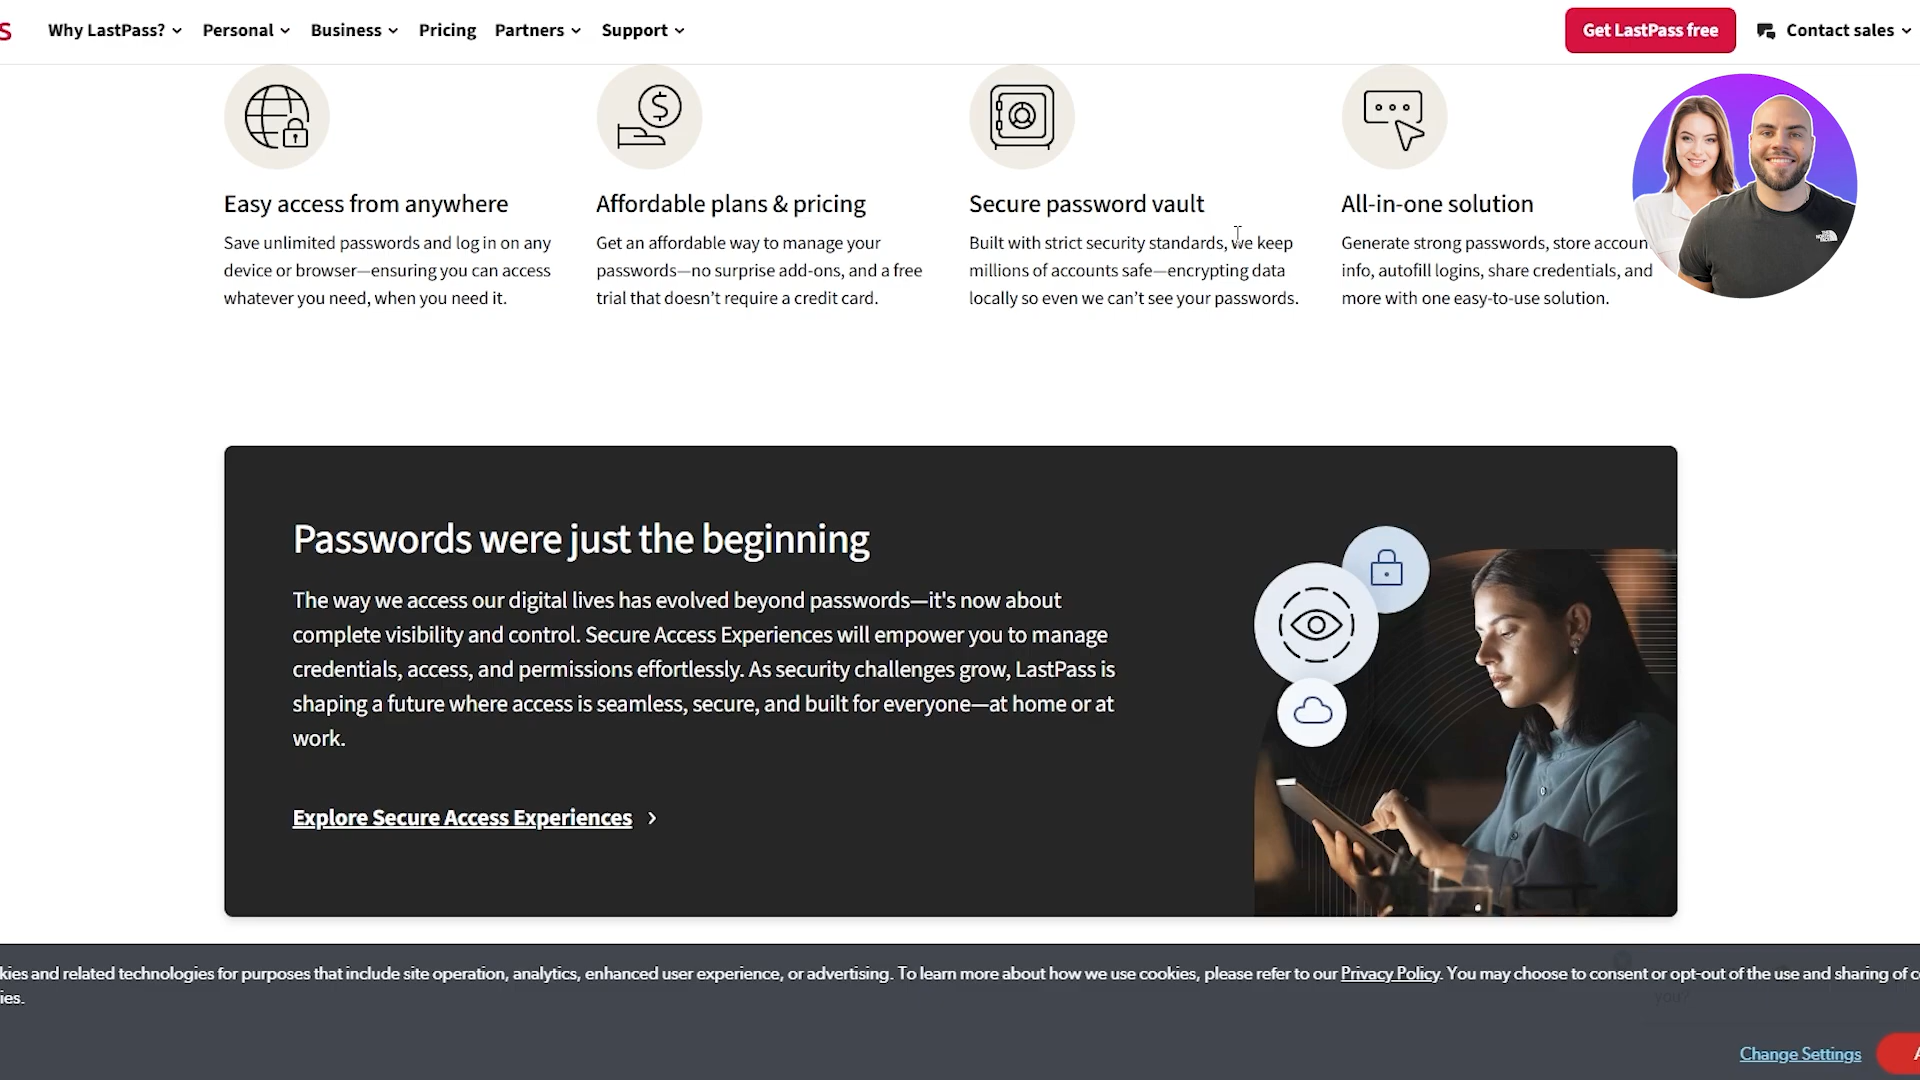 s
Why LastPass? Personal Business Pricing Partners Support Get LastPass free Contact sales
Easy access from anywhere
Save unlimited passwords and log in on any
device or browser—ensuring you can access
whatever you need, when you need it.
Affordable plans & pricing
Get an affordable way to manage your
passwords—no surprise add-ons, and a free
trial that doesn't require a credit card.
Secure password vault
Built with strict security standards, we keep
millions of accounts safe—encrypting data
locally so even we can't see your passwords.
All-in-one solution
Generate strong passwords, store accoun
info, autofill logins, share credentials, and
more with one easy-to-use solution.
Passwords were just the beginning
The way we access our digital lives has evolved beyond passwords—it's now about
complete visibility and control. Secure Access Experiences will empower you to manage
credentials, access, and permissions effortlessly. As security challenges grow, LastPass is
shaping a future where access is seamless, secure, and built for everyone—at home or at
work.
Explore Secure Access Experiences
kies and related technologies for purposes that include site operation, analytics, enhanced user experience, or advertising. To learn more about how we use cookies, please refer to our Privacy Policy. You may choose to consent or opt-out of the use and sharing of c
ies.
you?
Change Settings